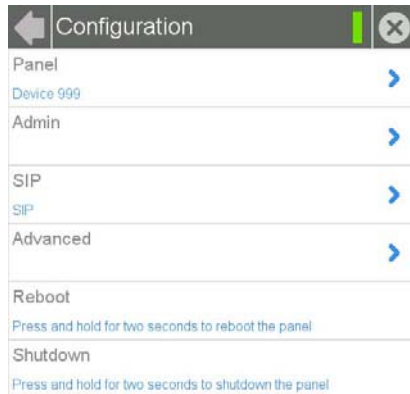 Configuration
Panel
Device 999
Admin
SIP
SIP
Advanced
Reboot
Press and hold for two seconds to reboot the panel
Shutdown
Press and hold for two seconds to shutdown the panel